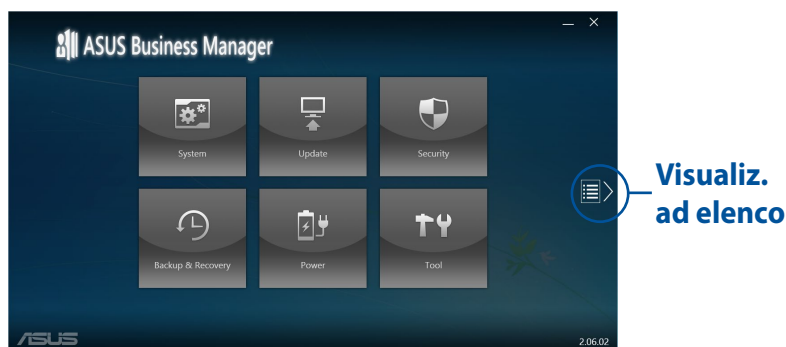 ASUS Business Manager
System
Update
Security
Visualiz.
ad elenco
Backup & Recovery
Power
Tool
ASUS
2.06.02